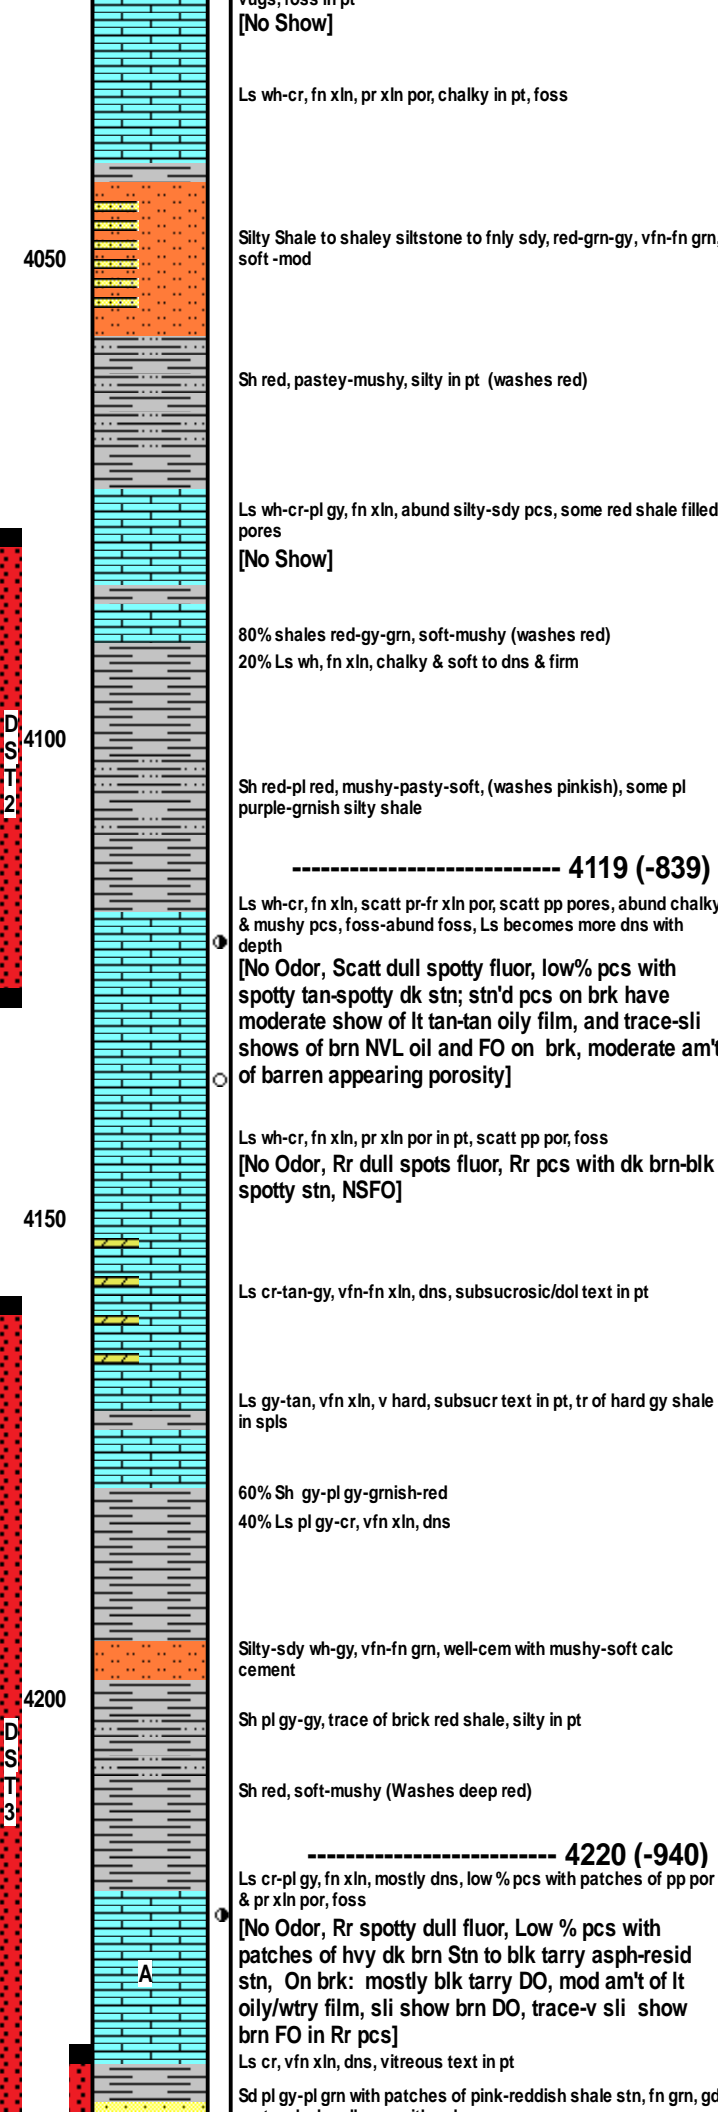 vugs, foss in pt
[No Show]
Ls wh-cr, fn xln, pr xln por, chalky in pt, foss
Silty Shale to shaley siltstone to fnly sdy, red-grn-gy, vfn-fn grn,
soft -mod
4050
Sh red, pastey-mushy, silty in pt (washes red)
Ls wh-cr-pl gy, fn xln, abund silty-sdy pcs, some red shale filled
pores
[No Show]
80% shales red-gy-grn, soft-mushy (washes red)
20% Ls wh, fn xln, chalky & soft to dns & firm
D
S
T
2
4100
Sh red-pl red, mushy-pasty-soft, (washes pinkish), some pl
purple-grnish silty shale
---------------------------- 4119 (-839)
Ls wh-cr, fn xln, scatt pr-fr xln por, scatt pp pores, abund chalky
& mushy pcs, foss-abund foss, Ls becomes more dns with
depth
[No Odor, Scatt dull spotty fluor, low% pcs with
spotty tan-spotty dk stn; stn'd pcs on brk have
moderate show of lt tan-tan oily film, and trace-sli
shows of brn NVL oil and FO on brk, moderate am't
of barren appearing porosity]
Ls wh-cr, fn xln, pr xln por in pt, scatt pp por, foss
[No Odor, Rr dull spots fluor, Rr pcs with dk brn-blk
spotty stn, NSFO]
4150
Ls cr-tan-gy, vfn-fn xln, dns, subsucrosic/dol text in pt
Ls gy-tan, vfn xln, v hard, subsucr text in pt, tr of hard gy shale
in spls
60% Sh gy-pl gy-grnish-red
40% Ls pl gy-cr, vfn xln, dns
Silty-sdy wh-gy, vfn-fn grn, well-cem with mushy-soft calc
cement
4200
Sh pl gy-gy, trace of brick red shale, silty in pt
D
S
T
3
Sh red, soft-mushy (Washes deep red)
-------------------------- 4220 (-940)
Ls cr-pl gy, fn xln, mostly dns, low % pcs with patches of pp por
& pr xln por, foss
[No Odor, Rr spotty dull fluor, Low % pcs with
patches of hvy dk brn Stn to blk tarry asph-resid
stn, On brk: mostly blk tarry DO, mod am't of lt
oily/wtry film, sli show brn DO, trace-v sli show
brn FO in Rr pcs]
A
Ls cr, vfn xln, dns, vitreous text in pt
Sd pl gy-pl grn with patches of pink-reddish shale stn, fn grn, gd